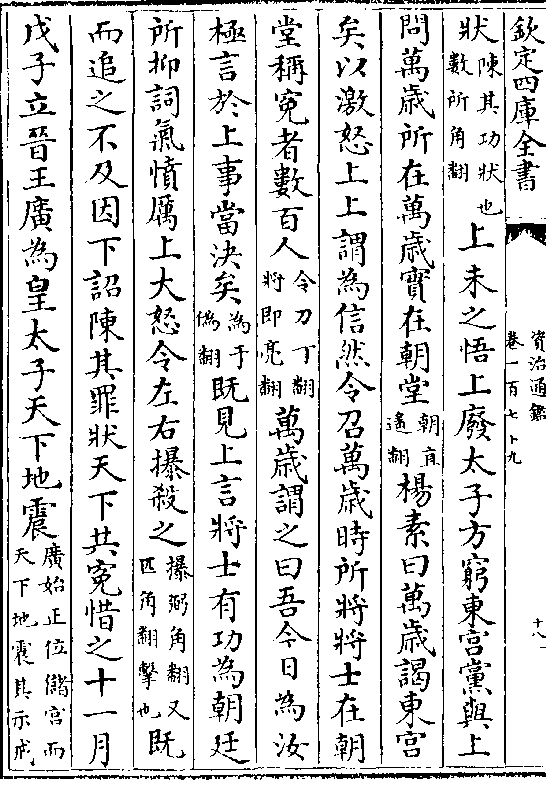 欽定四庫全書
資治通鑑
卷一百七十九
十八
狀陳其功狀也數所角翻上未之悟上廢太子方窮東宮黨與上
問萬歲所在萬歲實在朝堂朝直遙翻楊素曰萬歲謁東宮
矣以激怒上上謂為信然令召萬歲時所將將士在朝
堂稱寃者數百人令力丁翻將即亮翻萬歲謂之曰吾今日為汝
極言於上事當決矣為于偽翻既見上言將士有功為朝廷
所抑詞氣憤厲上大怒令左右㩧殺之㩧弼角翻又匹角翻擊也既
而追之不及因下詔陳其罪狀天下共寃惜之十一月
戊子立晉王廣為皇太子天下地震廣始正位儲宫而天下地震其示戒